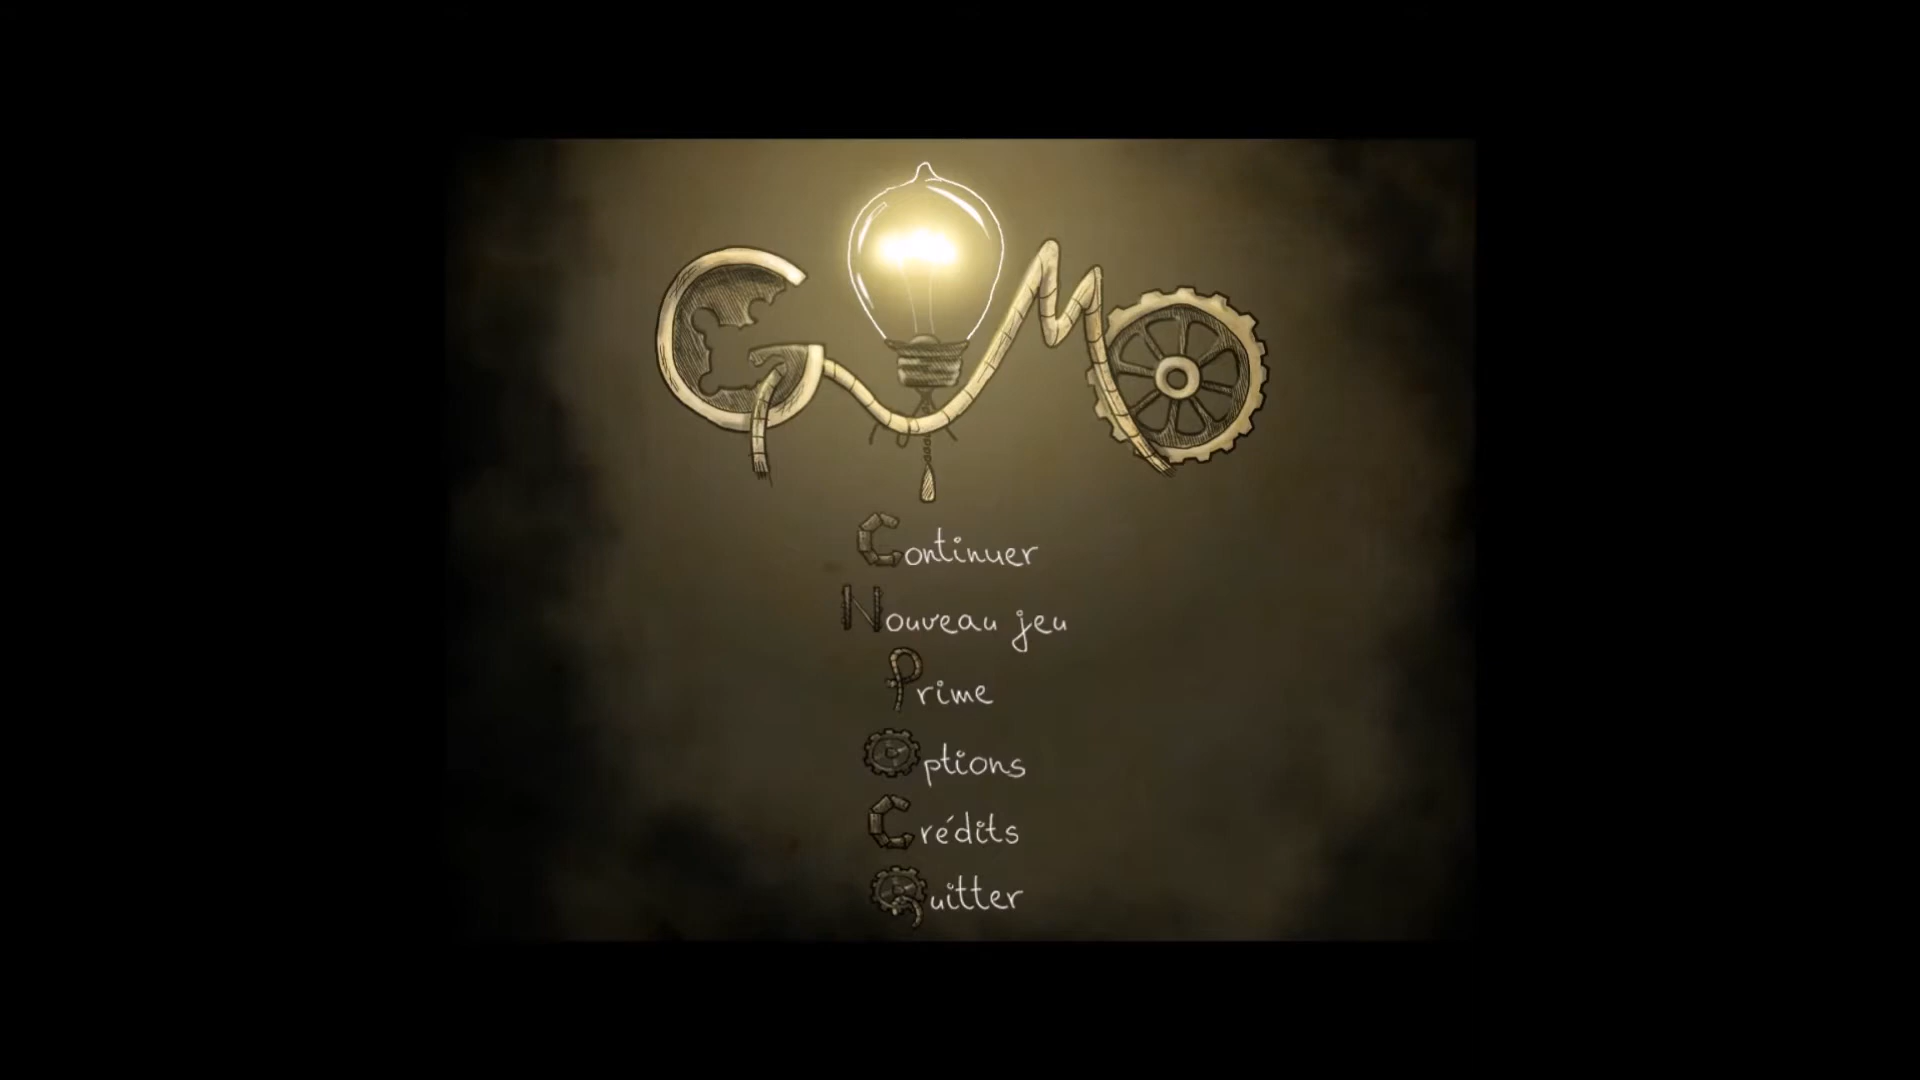 GOMO
Continuer
Nouveau jeu
Prime
Options
Crédits
Quitter